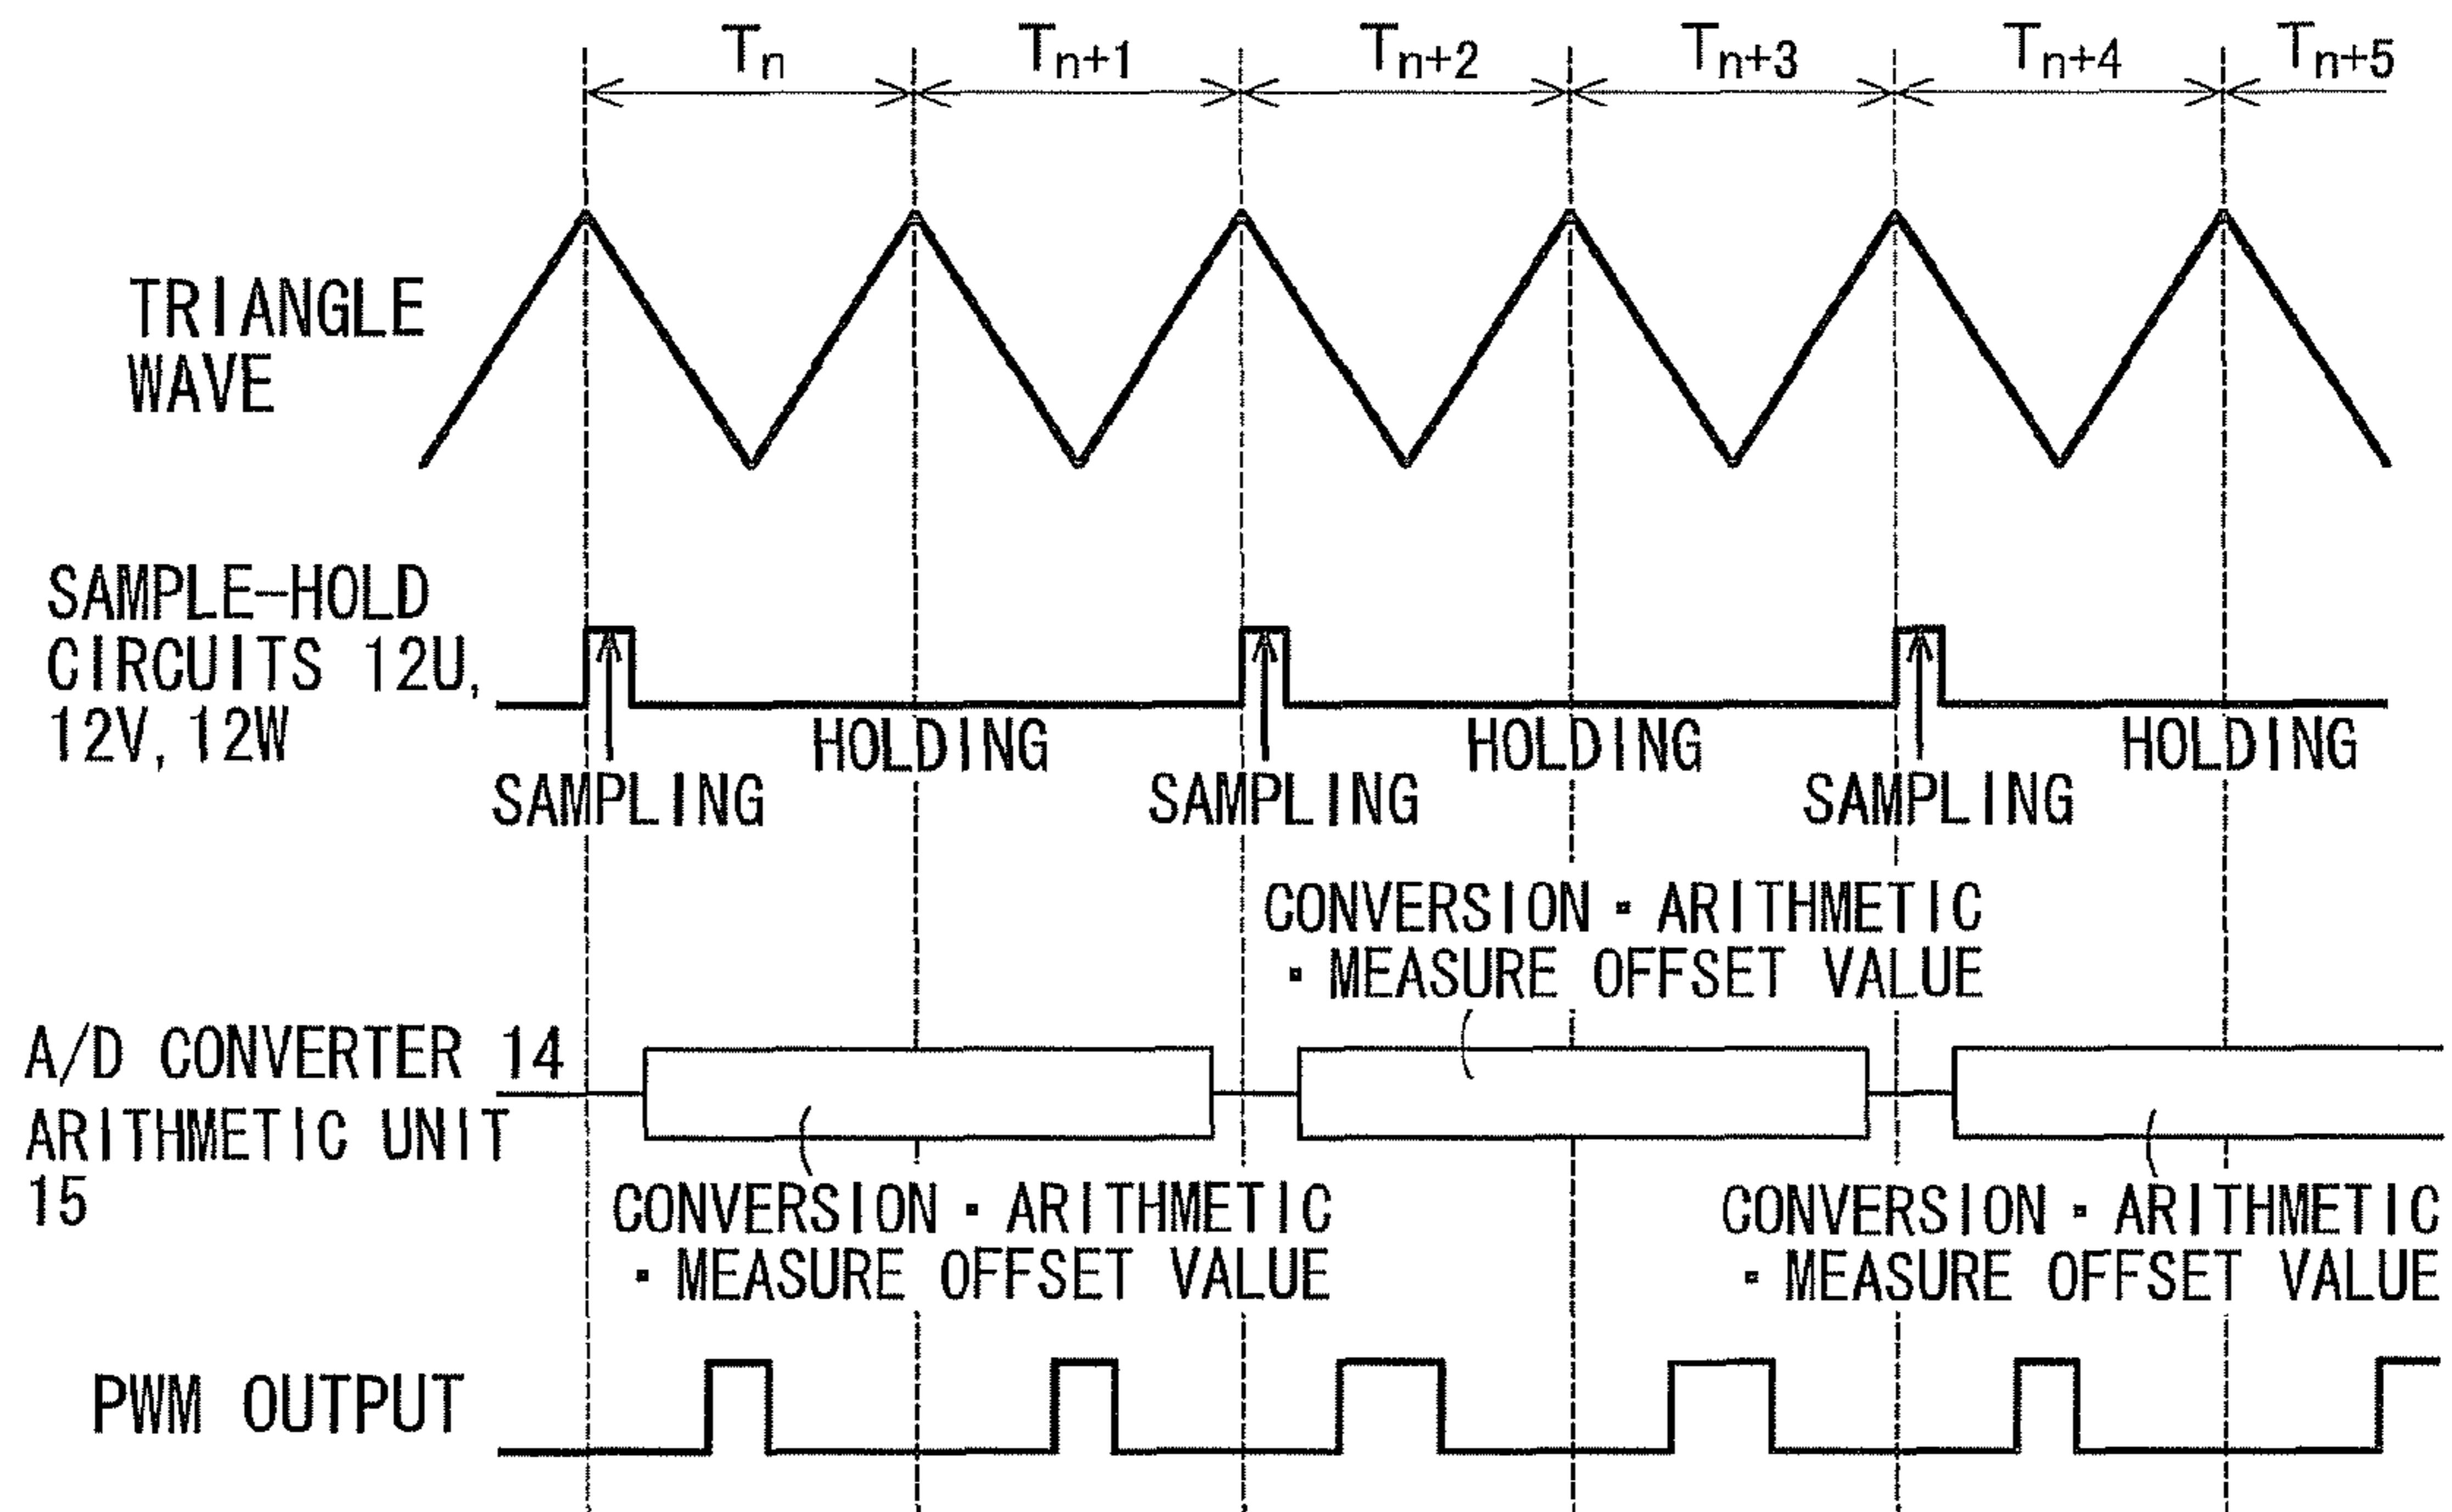 Tn Tn+1 Tn+2 Tn+3 Tn+4 Tn+5
TRIANGLE
WAVE
SAMPLE-HOLD
CIRCUITS 12U,
12V, 12W
HOLDING HOLDING HOLDING
SAMPLING SAMPLING SAMPLING
CONVERSION ▪ ARITHMETIC
▪ MEASURE OFFSET VALUE
A/D CONVERTER 14
ARITHMETIC UNIT
15
CONVERSION ▪ ARITHMETIC
▪ MEASURE OFFSET VALUE
CONVERSION ▪ ARITHMETIC
▪ MEASURE OFFSET VALUE
PWM OUTPUT